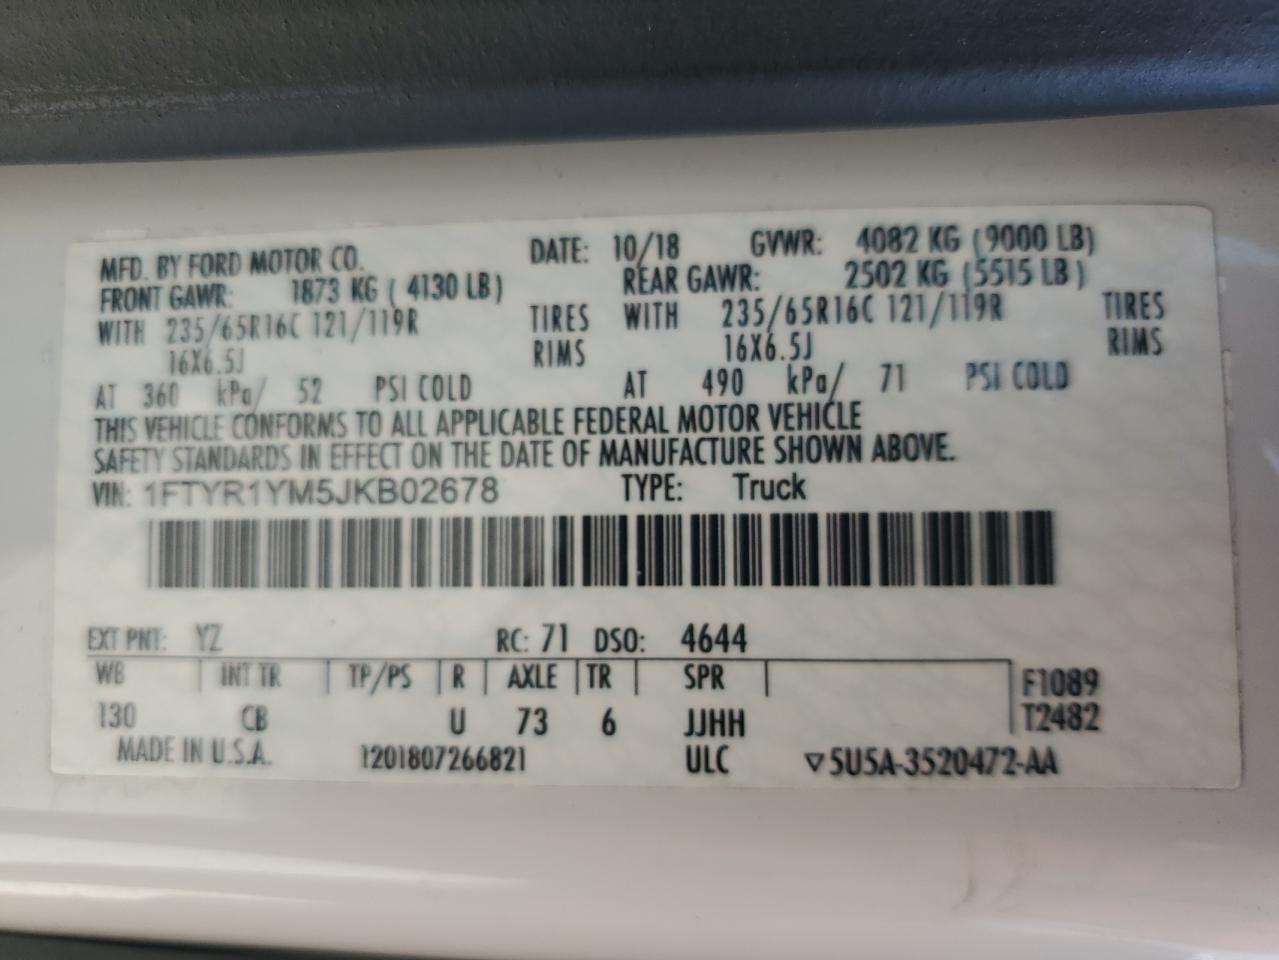 MFD. BY FORD MOTOR CO. DATE: 10/18 GVWR: 4082 KG (9000 LB)
FRONT GAWR: 1873 KG ( 4130 LB) REAR GAWR: 2502 KG (5515 LB)
WITH 235/65R16C 121/119R TIRES WITH 235/65R16C 121/119R TIRES
16X6.5J RIMS 16X6.5J RIMS
AT 360 kPa/ 52 PSI COLD AT 490 kPa/ 71 PSI COLD
THIS VEHICLE CONFORMS TO ALL APPLICABLE FEDERAL MOTOR VEHICLE
SAFETY STANDARDS IN EFFECT ON THE DATE OF MANUFACTURE SHOWN ABOVE.
VIN: 1FTYR1YM5JKB02678 TYPE: Truck
EXT PNT: YZ RC: 71 DSO: 4644
WB INT TR TP/PS R AXLE TR SPR F1089
130 CB U 73 6 JJHH T2482
MADE IN U.S.A. 1201807266821 ULC ▽5U5A-3520472-AA